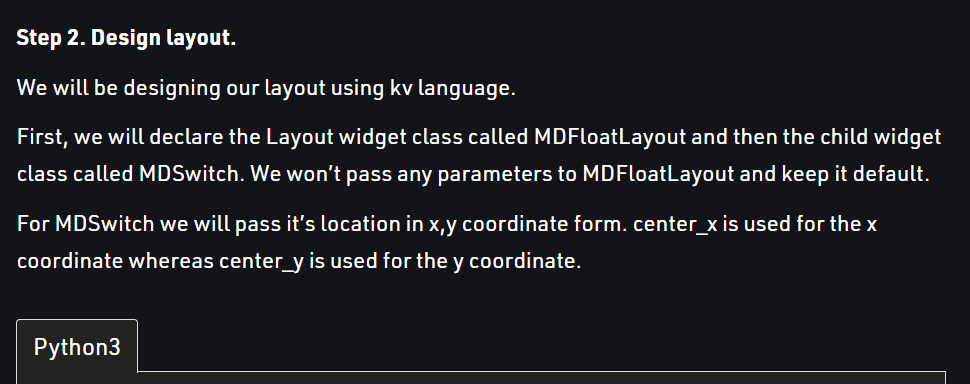 Step 2. Design layout.
We will be designing our layout using kv language.
First, we will declare the Layout widget class called MDFloatLayout and then the child widget
class called MDSwitch. We won’t pass any parameters to MDFloatLayout and keep it default.
For MDSwitch we will pass it’s location in x,y coordinate form. center_x is used for the x
coordinate whereas center_y is used for the y coordinate.
Python3